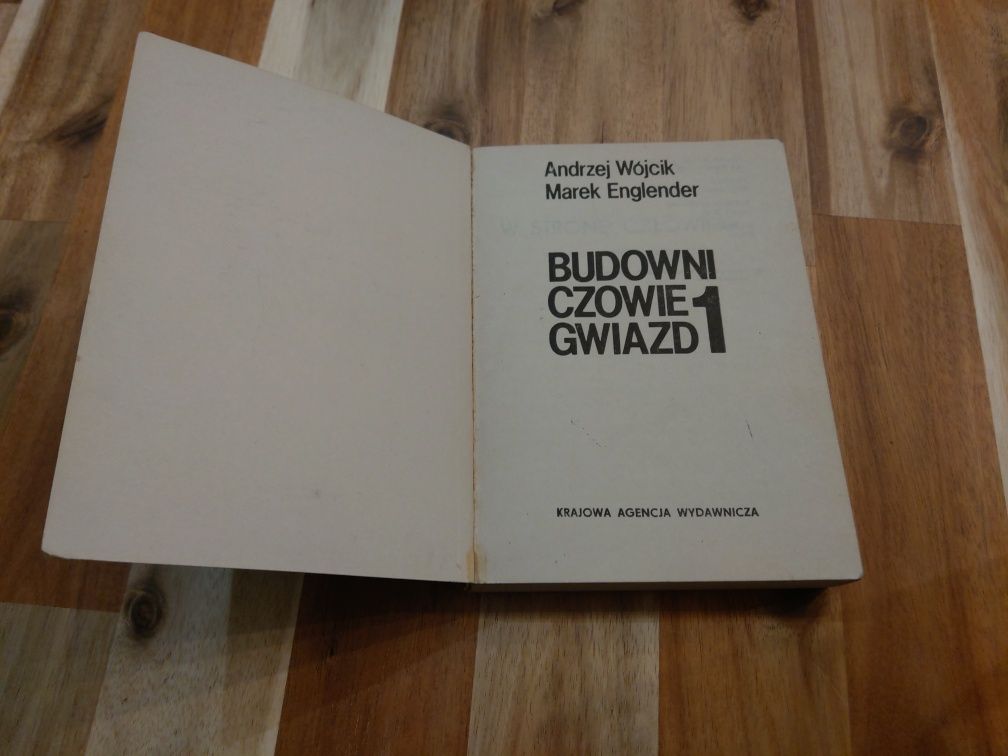 Andrzej Wójcik
Marek Englender
BUDOWNI
CZOWIE
GWIAZD 1
KRAJOWA AGENCJA WYDAWNICZA